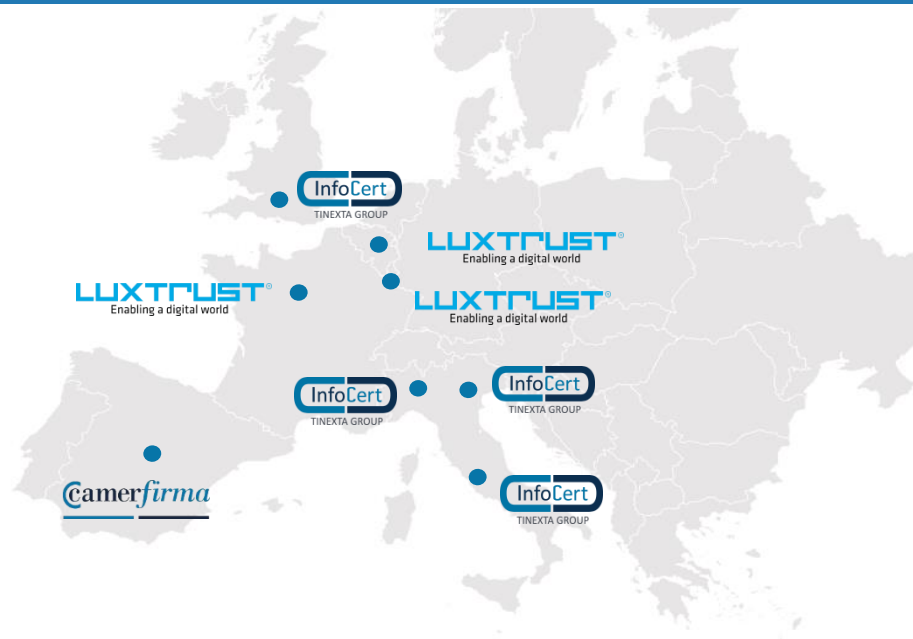 InfoCert
TINEXTA GROUP
LUXTRUST®
Enabling a digital world
LUXTRUST®
Enabling a digital world
LUXTRUST®
Enabling a digital world
InfoCert
TINEXTA GROUP
InfoCert
TINEXTA GROUP
camerfirma
InfoCert
TINEXTA GROUP